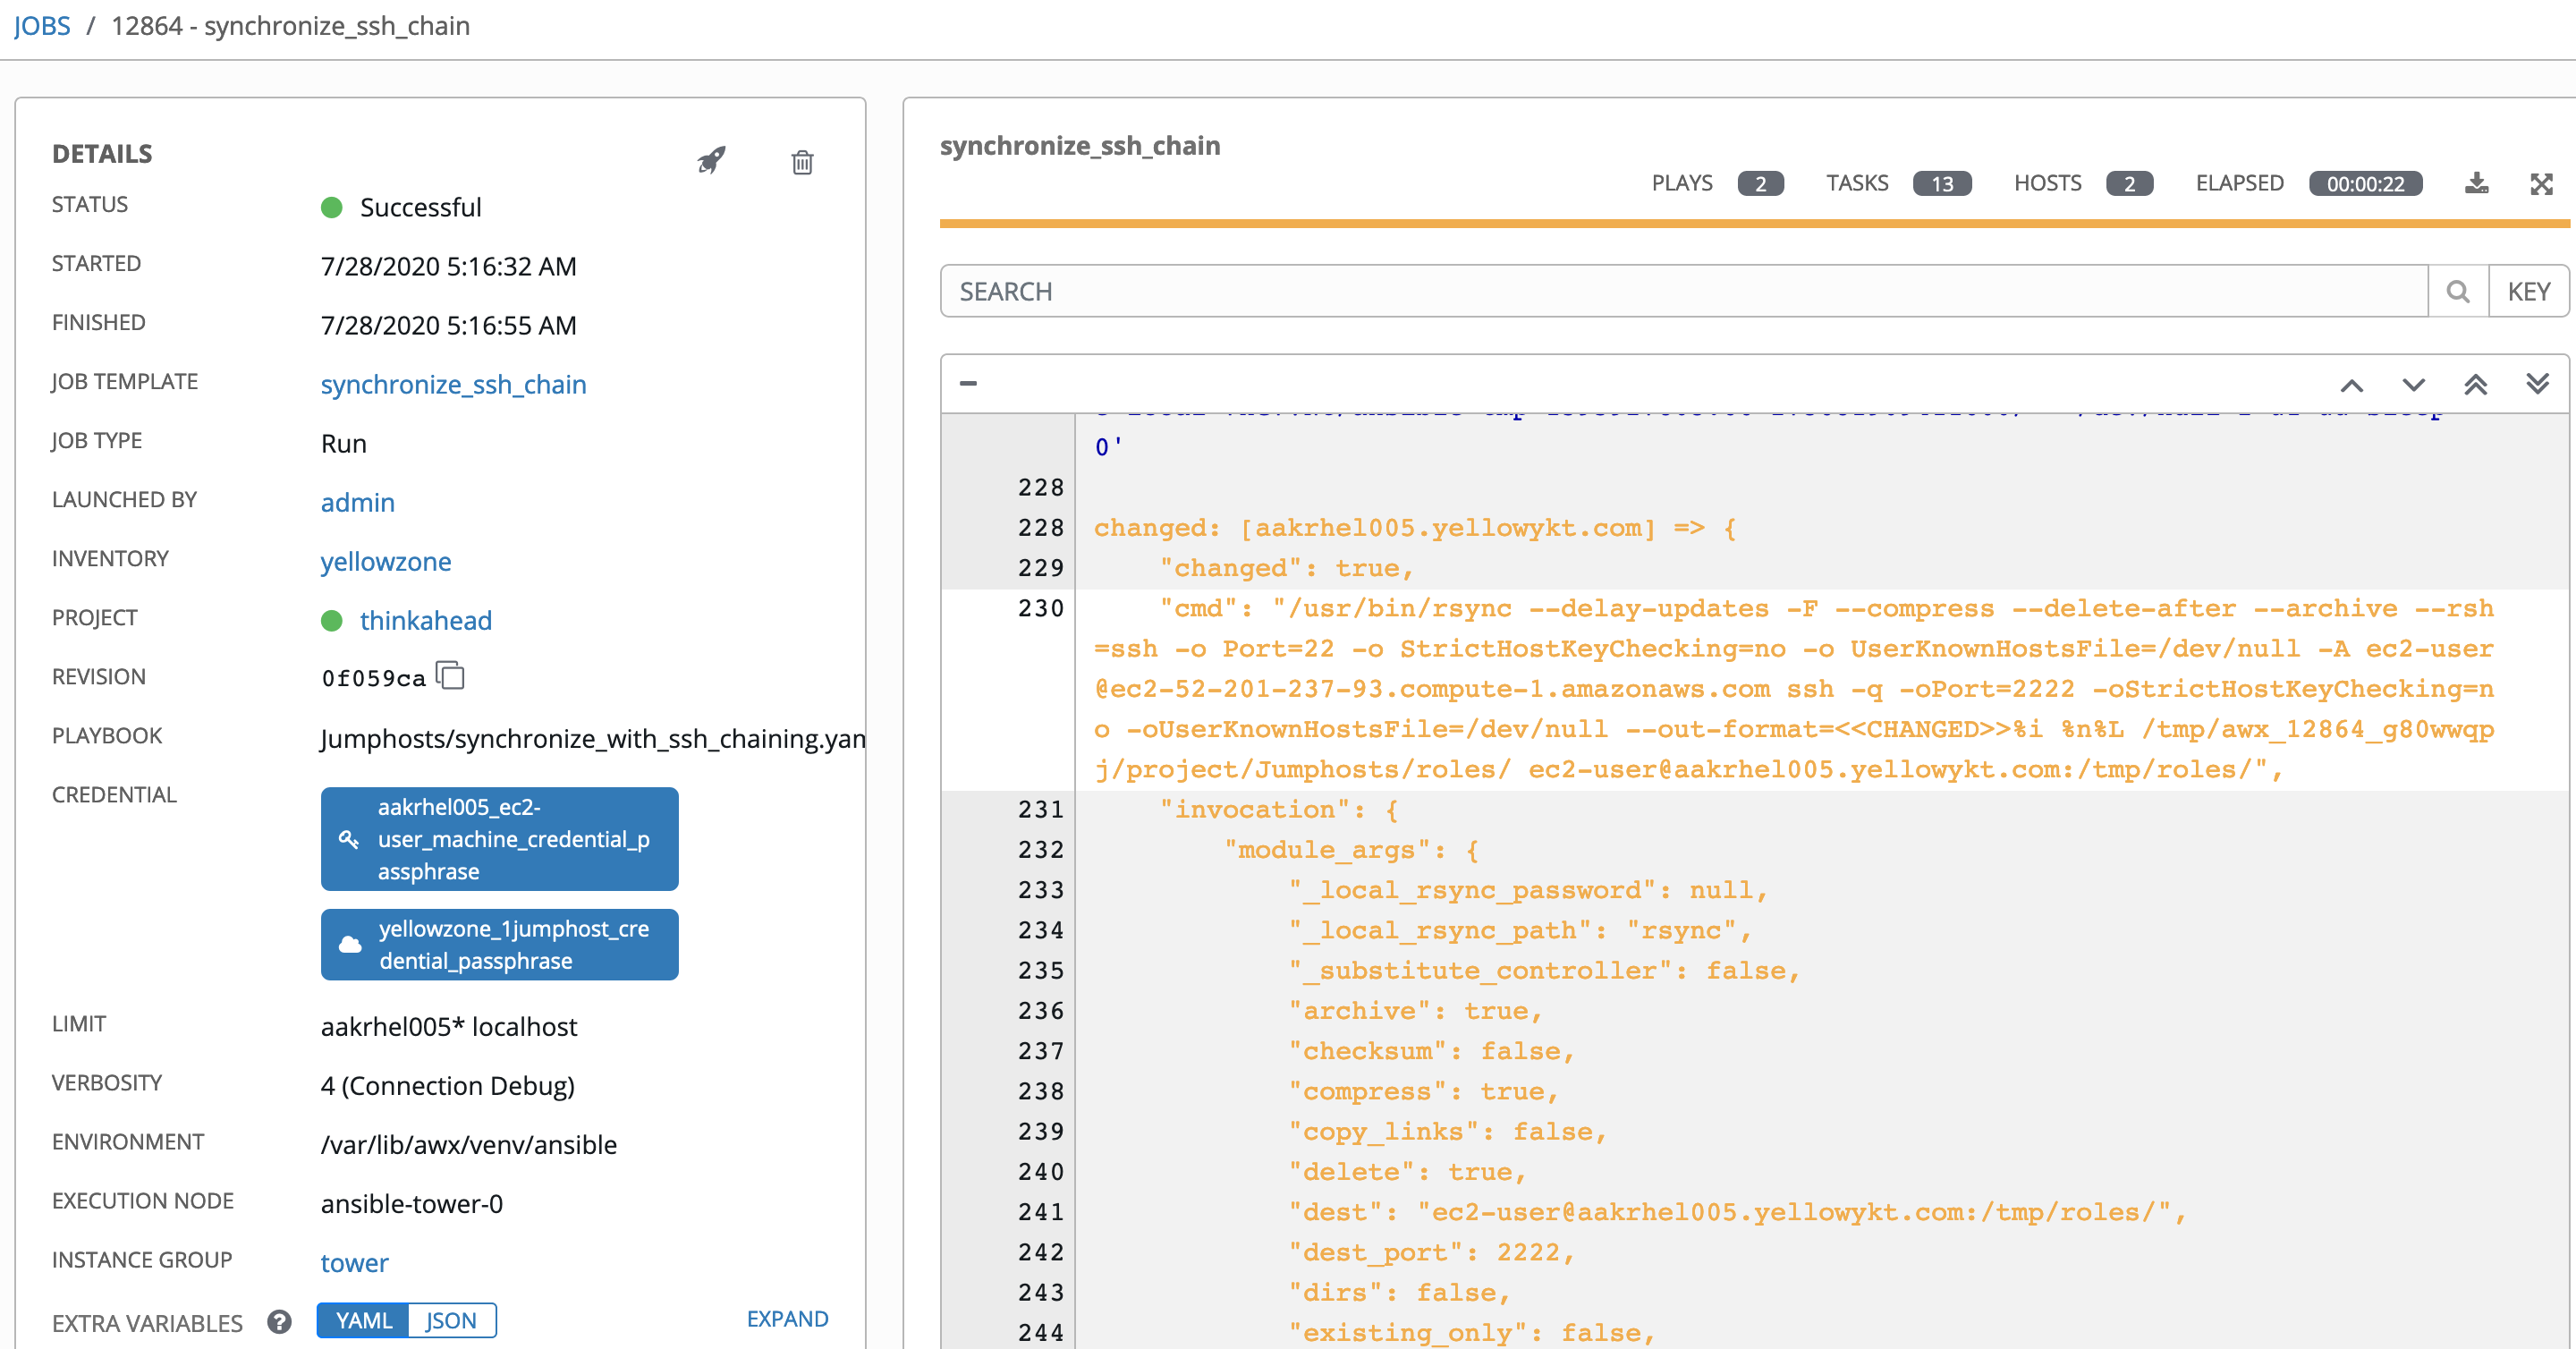 JOBS / 12864 - synchronize_ssh_chain
DETAILS
STATUS Successful
STARTED 7/28/2020 5:16:32 AM
FINISHED 7/28/2020 5:16:55 AM
JOB TEMPLATE synchronize_ssh_chain
JOB TYPE Run
LAUNCHED BY admin
INVENTORY yellowzone
PROJECT thinkahead
REVISION 0f059ca
PLAYBOOK Jumphosts/synchronize_with_ssh_chaining.yam
CREDENTIAL aakrhel005_ec2-
user_machine_credential_p
assphrase
yellowzone_1jumphost_cre
dential_passphrase
LIMIT aakrhel005* localhost
VERBOSITY 4 (Connection Debug)
ENVIRONMENT /var/lib/awx/venv/ansible
EXECUTION NODE ansible-tower-0
INSTANCE GROUP tower
EXTRA VARIABLES ? YAML JSON EXPAND
synchronize_ssh_chain
PLAYS 2 TASKS 13 HOSTS 2 ELAPSED 00:00:22
SEARCH KEY
0'
228
228 changed: [aakrhel005.yellowykt.com] => {
229 "changed": true,
230 "cmd": "/usr/bin/rsync --delay-updates -F --compress --delete-after --archive --rsh
=ssh -o Port=22 -o StrictHostKeyChecking=no -o UserKnownHostsFile=/dev/null -A ec2-user
@ec2-52-201-237-93.compute-1.amazonaws.com ssh -q -oPort=2222 -oStrictHostKeyChecking=n
o -oUserKnownHostsFile=/dev/null --out-format=<<CHANGED>>%i %n%L /tmp/awx_12864_g80wwqp
j/project/Jumphosts/roles/ ec2-user@aakrhel005.yellowykt.com:/tmp/roles/",
231 "invocation": {
232 "module_args": {
233 "_local_rsync_password": null,
234 "_local_rsync_path": "rsync",
235 "_substitute_controller": false,
236 "archive": true,
237 "checksum": false,
238 "compress": true,
239 "copy_links": false,
240 "delete": true,
241 "dest": "ec2-user@aakrhel005.yellowykt.com:/tmp/roles/",
242 "dest_port": 2222,
243 "dirs": false,
244 "existing_only": false,